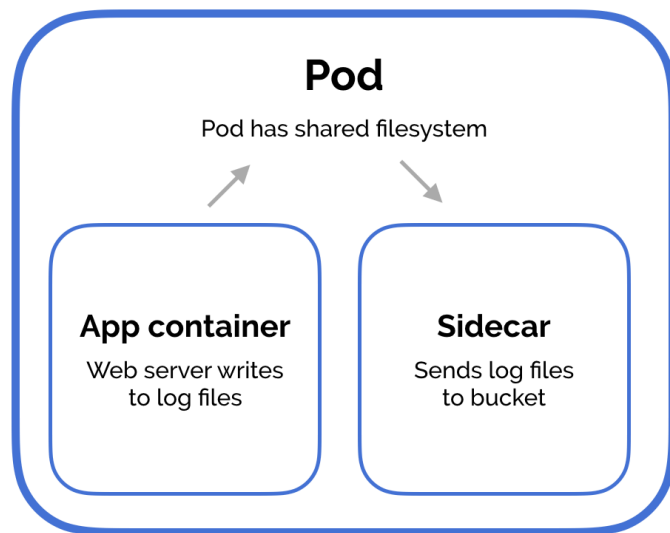 Pod
Pod has shared filesystem
App container
Web server writes
to log files
Sidecar
Sends log files
to bucket